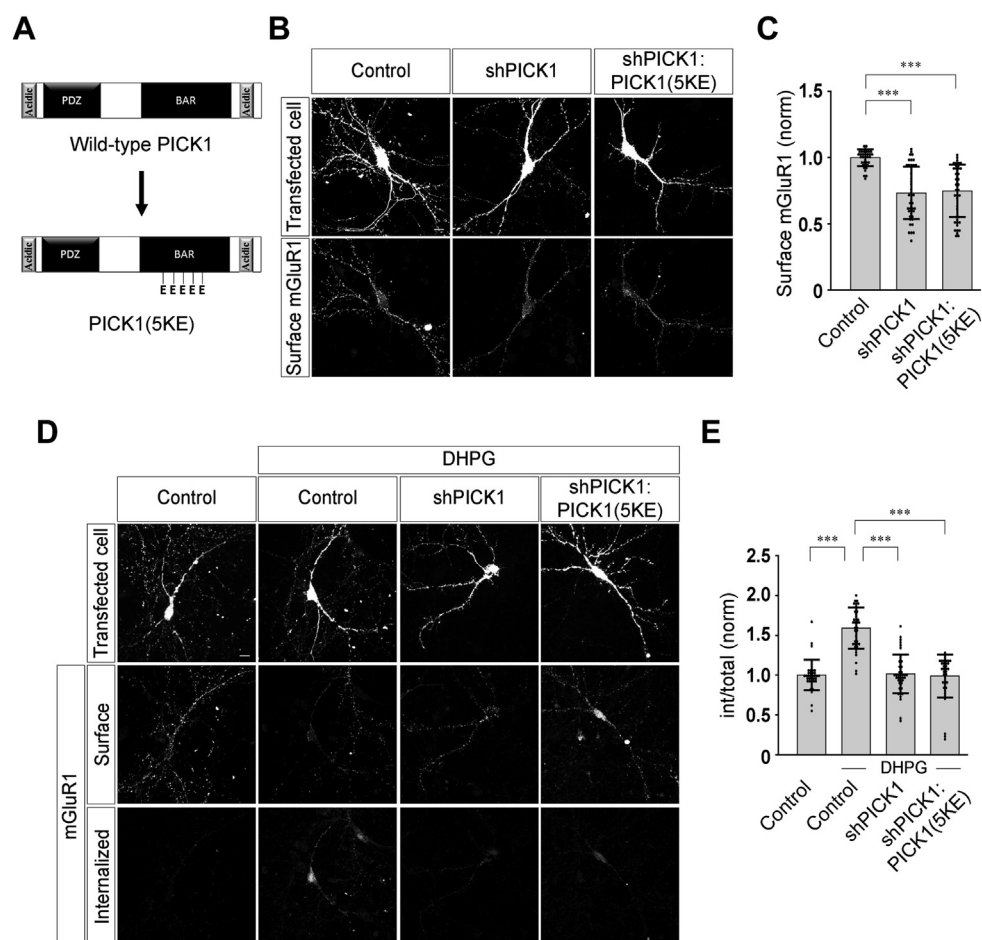 A
Acidic
PDZ
BAR
Acidic
Wild-type PICK1
Acidic
PDZ
BAR
Acidic
E E E E E
PICK1(5KE)
B
Control
shPICK1
shPICK1:
PICK1(5KE)
Transfected cell
Surface mGluR1
C
Surface mGluR1 (norm)
***
***
1.5
1.0
0.5
0
Control
shPICK1
shPICK1:
PICK1(5KE)
D
DHPG
Control
Control
shPICK1
shPICK1:
PICK1(5KE)
Transfected cell
mGluR1
Surface
Internalized
E
int/total (norm)
***
***
***
2.5
2.0
1.5
1.0
0.5
0
DHPG
Control
Control
shPICK1
shPICK1:
PICK1(5KE)